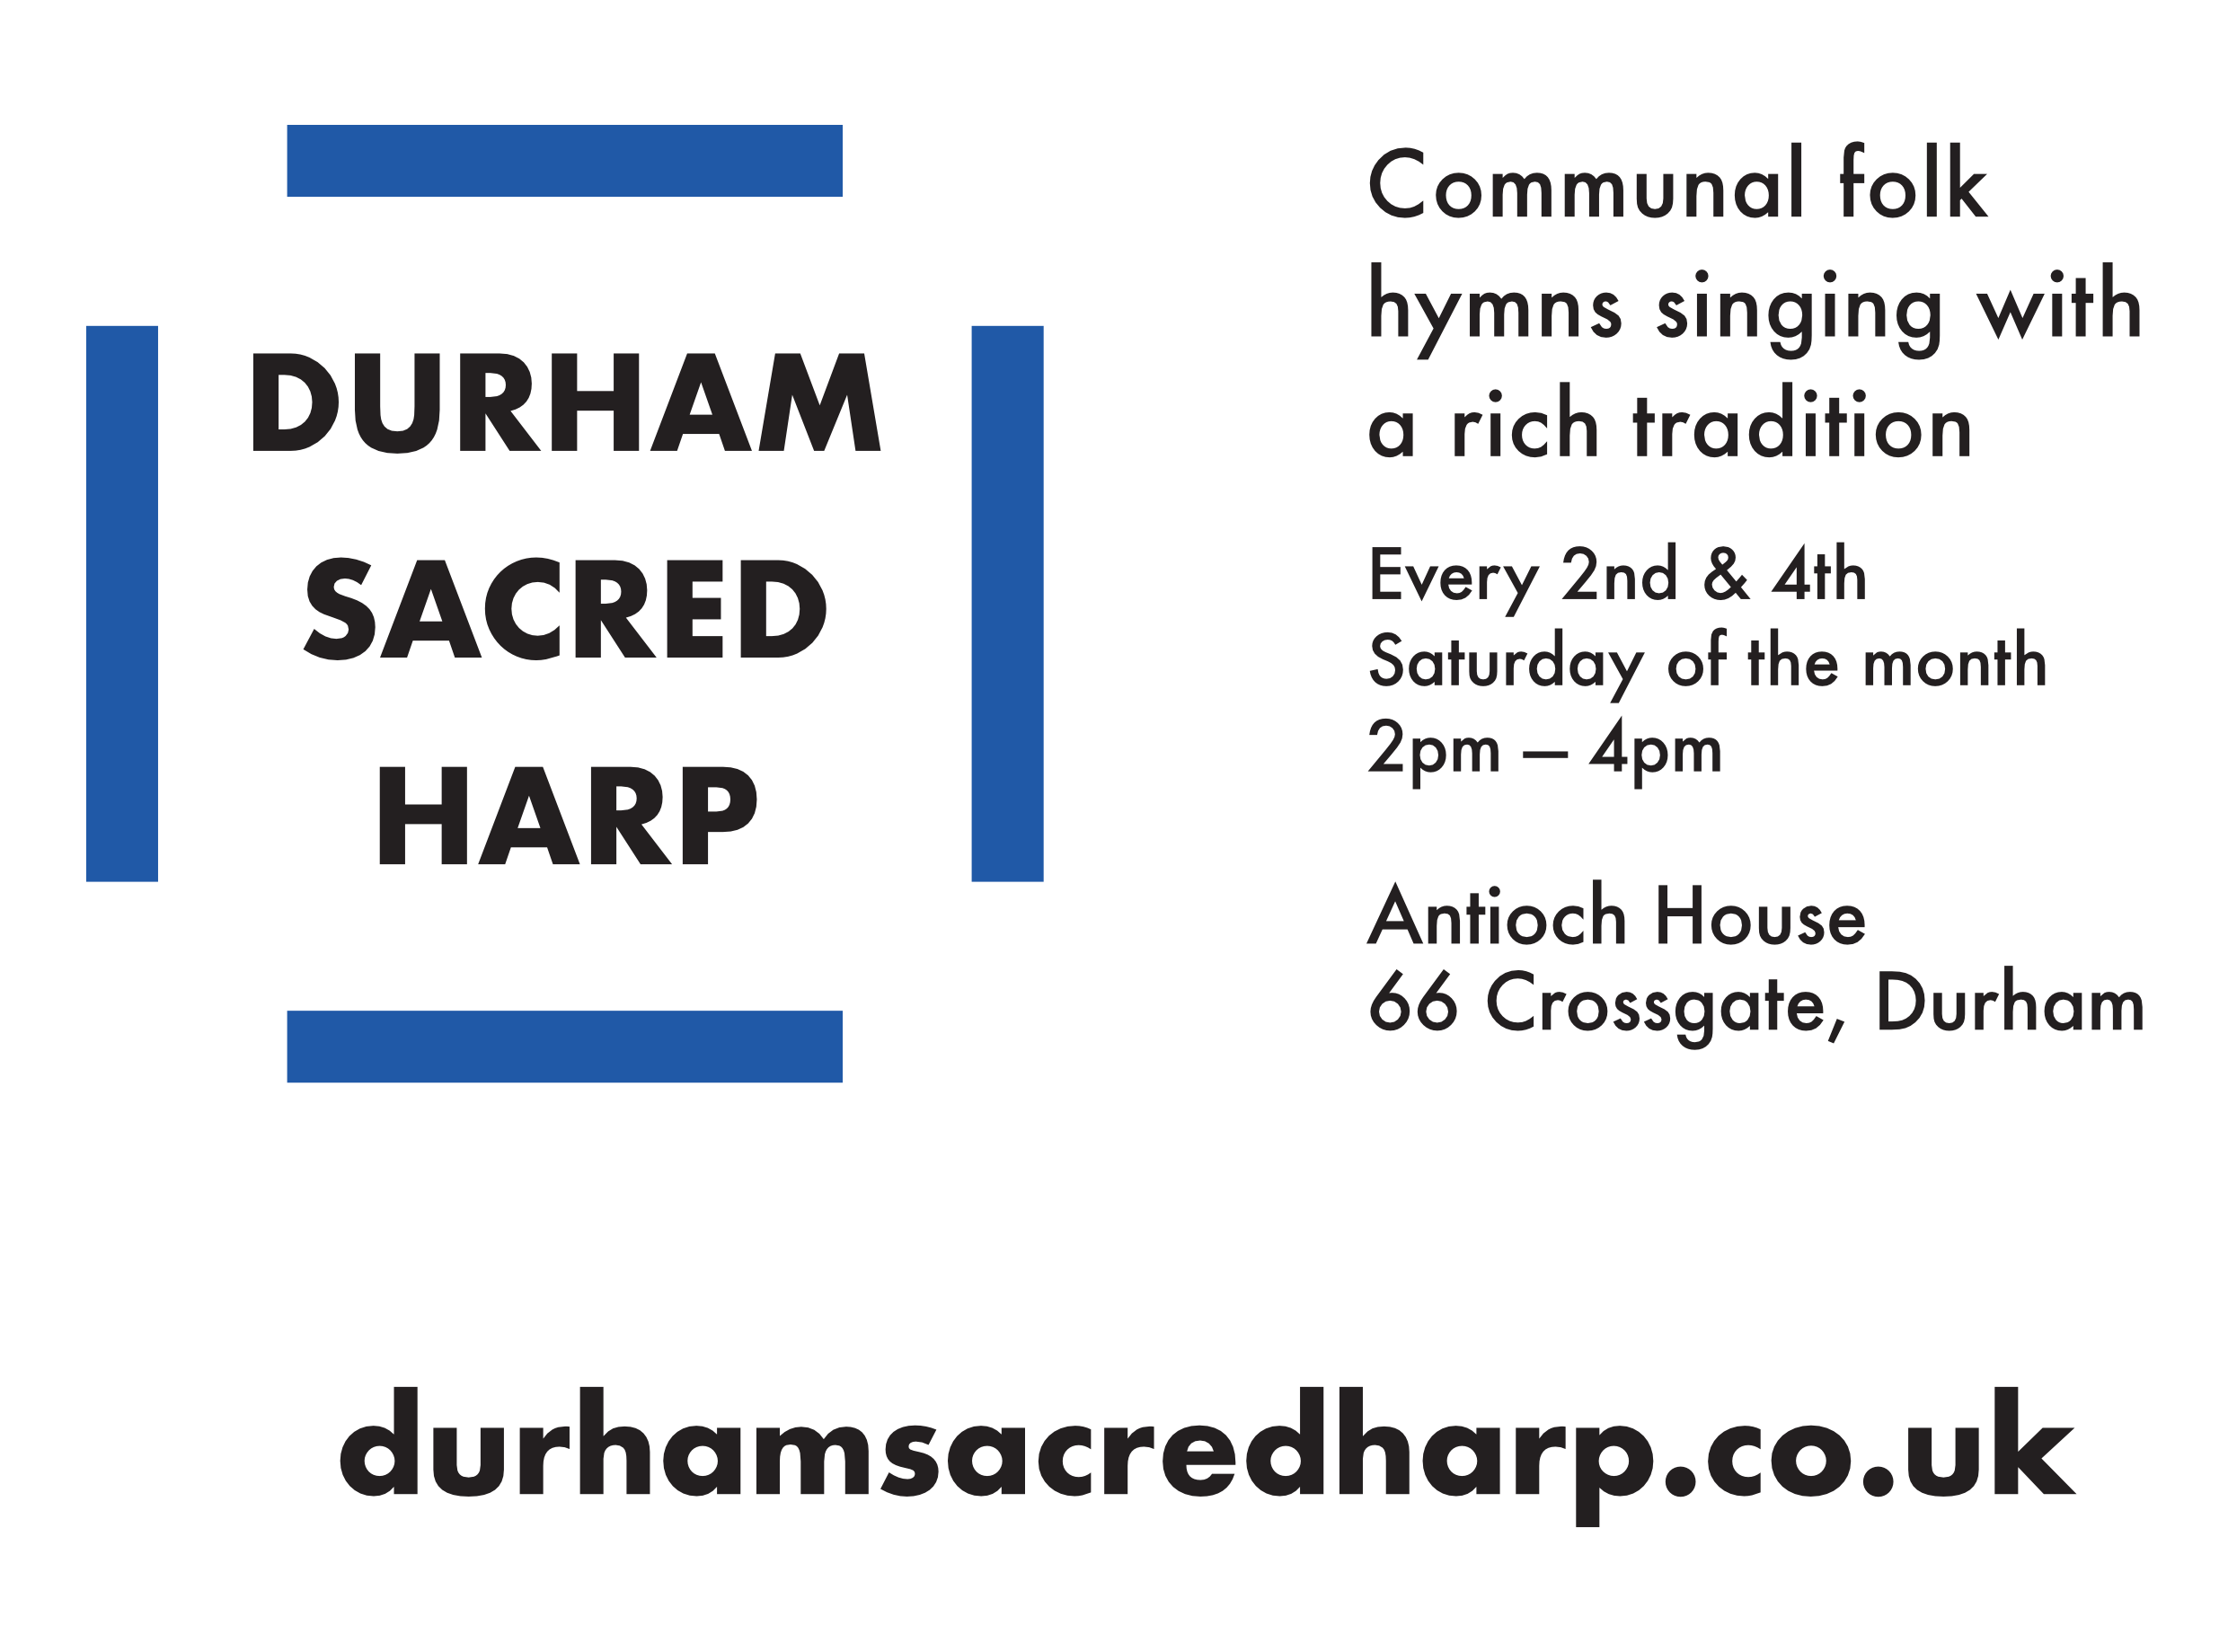 DURHAM
SACRED
HARP
Communal folk
hymns singing with
a rich tradition
Every 2nd & 4th
Saturday of the month
2pm – 4pm
Antioch House
66 Crossgate, Durham
durhamsacredharp.co.uk